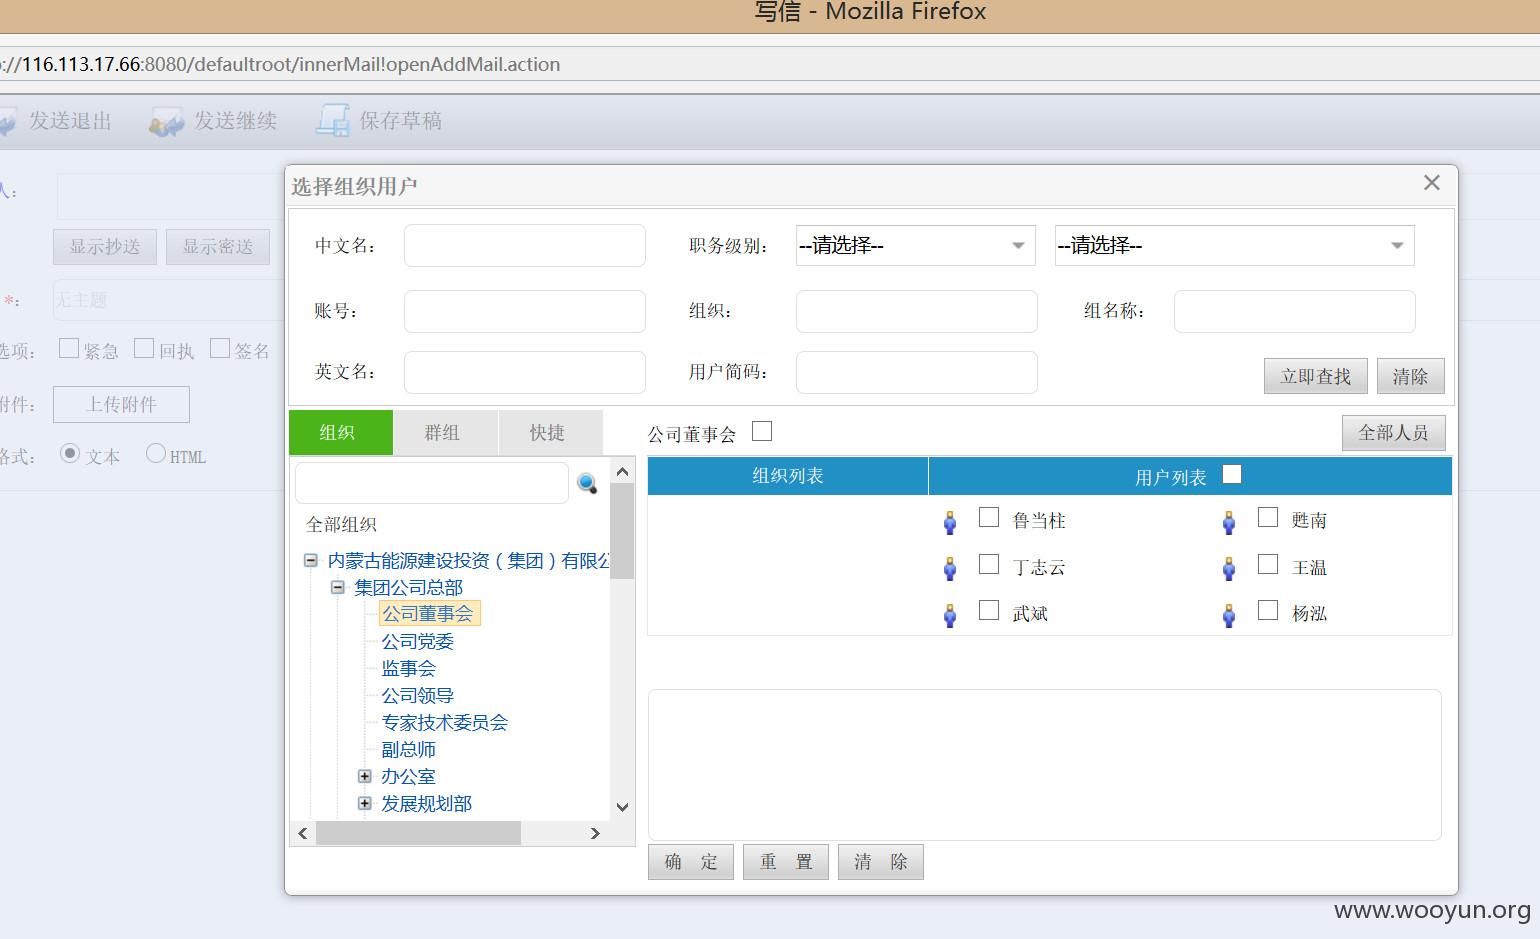 写信 - Mozilla Firefox
://116.113.17.66:8080/defaultroot/innerMail!openAddMail.action
发送退出 发送继续 保存草稿
人：
显示抄送 显示密送
*： 无主题
选项： 紧急 回执 签名
附件： 上传附件
格式： 文本 HTML
选择组织用户
中文名： 职务级别： --请选择-- --请选择--
账号： 组织： 组名称：
英文名： 用户简码： 立即查找 清除
组织 群组 快捷
公司董事会 全部人员
组织列表 用户列表
全部组织
内蒙古能源建设投资（集团）有限公
集团公司总部
公司董事会
公司党委
监事会
公司领导
专家技术委员会
副总师
办公室
发展规划部
鲁当柱 甦南
丁志云 王温
武斌 杨泓
确 定 重 置 清 除
www.wooyun.org